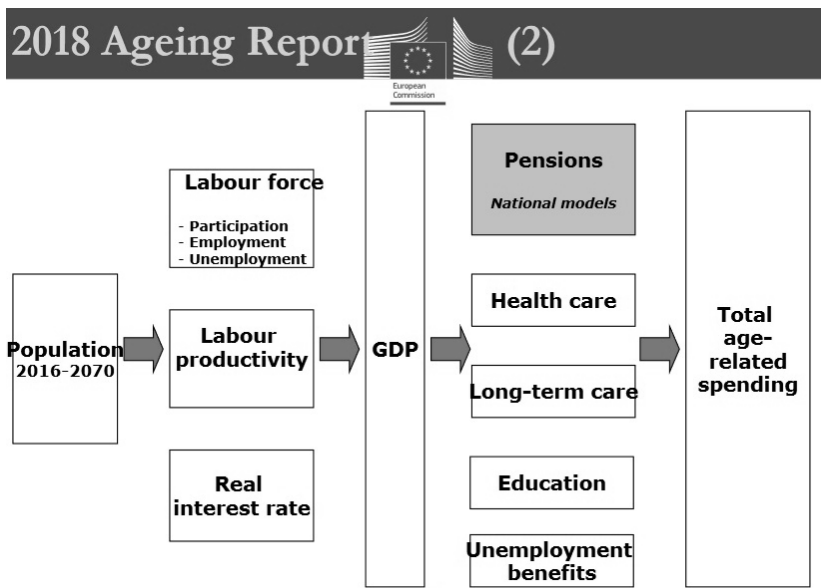 2018 Ageing Report (2)
European
Commission
Population
2016-2070
Labour force
- Participation
- Employment
- Unemployment
Labour
productivity
Real
interest rate
GDP
Pensions
National models
Health care
Long-term care
Education
Unemployment
benefits
Total
age-
related
spending